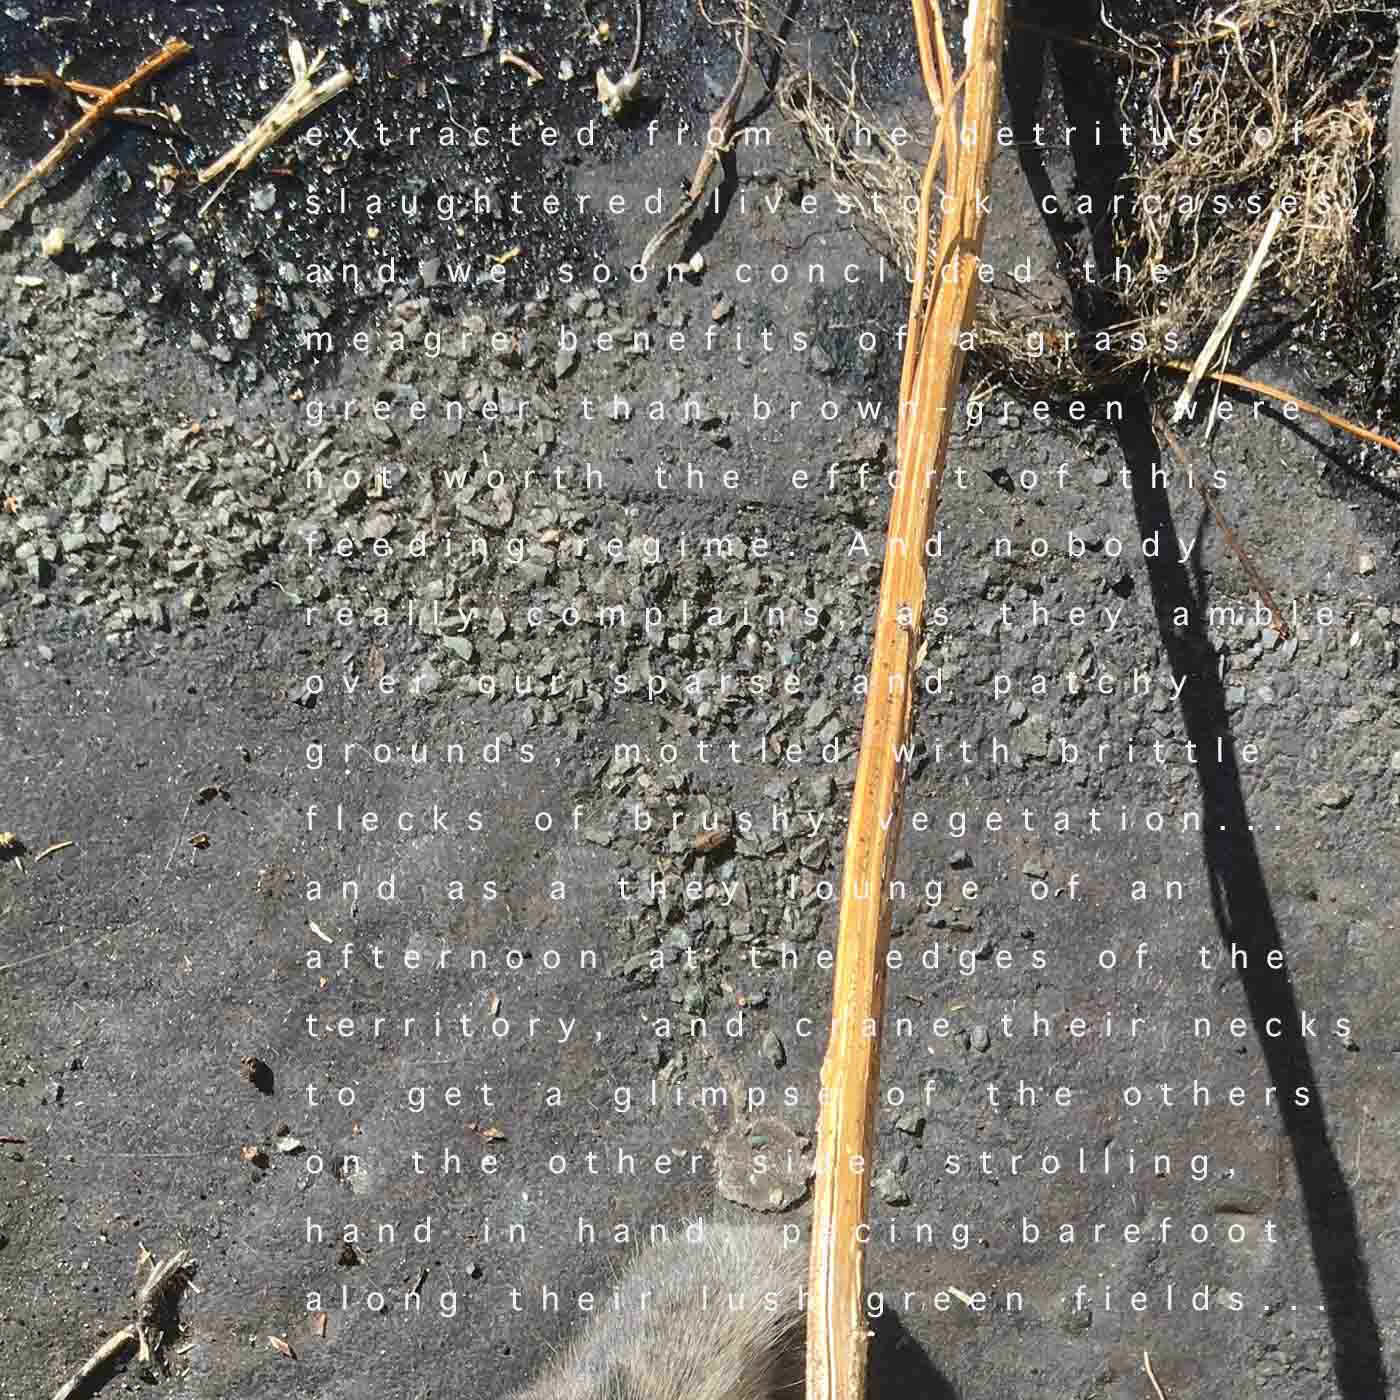 extracted from the detritus of
slaughtered livestock carcasses,
and we soon concluded the
meagre benefits of a grass
greener than brown-green were
not worth the effort of this
feeding regime. And nobody
really complains, as they amble
over our sparse and patchy
grounds, mottled with brittle
flecks of brushy vegetation...
and as a they lounge of an
afternoon at the edges of the
territory, and crane their necks
to get a glimpse of the others
on the other side, strolling,
hand in hand, pacing barefoot
along their lush green fields...